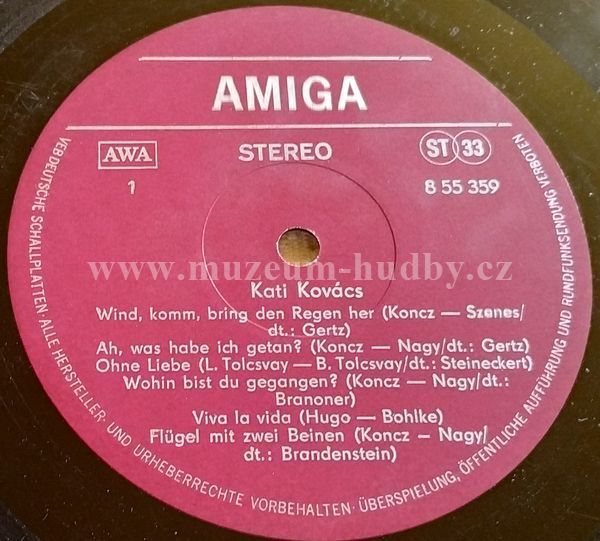 AMIGA
AWA
STEREO
ST 33
1
8 55 359
www.muzeum-hudby.cz
Kati Kovács
Wind, komm, bring den Regen her (Koncz — Szenes/
dt.: Gertz)
Ah, was habe ich getan? (Koncz — Nagy/dt.: Gertz)
Ohne Liebe (L. Tolcsvay — B. Tolcsvay/dt.: Steineckert)
Wohin bist du gegangen? (Koncz — Nagy/dt.:
Branoner)
Viva la vida (Hugo — Bohlke)
Flügel mit zwei Beinen (Koncz — Nagy/
dt.: Brandenstein)
VEB DEUTSCHE SCHALLPLATTEN · ALLE HERSTELLER- UND URHEBERRECHTE VORBEHALTEN · ÜBERSPIELUNG, ÖFFENTLICHE AUFFÜHRUNG UND RUNDFUNKSENDUNG VERBOTEN